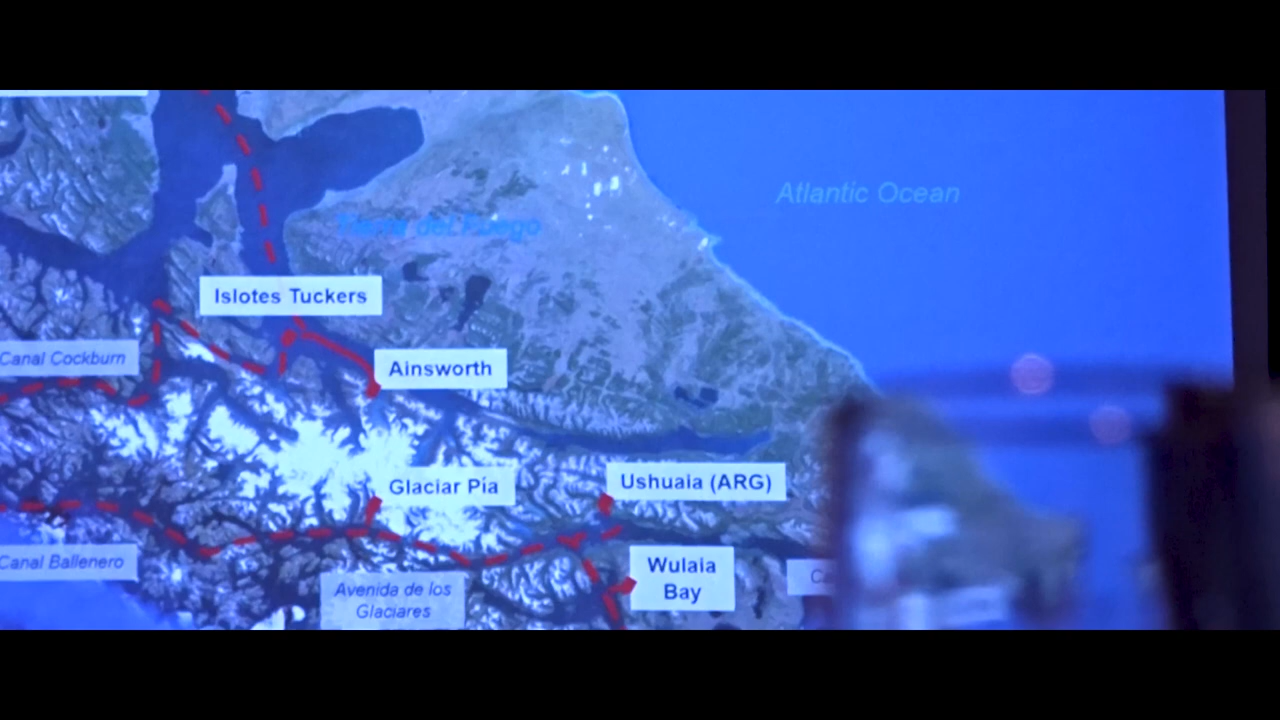 Atlantic Ocean
Tierra del Fuego
Islotes Tuckers
Canal Cockburn
Ainsworth
Ushuaia (ARG)
Glaciar Pía
Canal Ballenero
Wulaia
Bay
Avenida de los
Glaciares